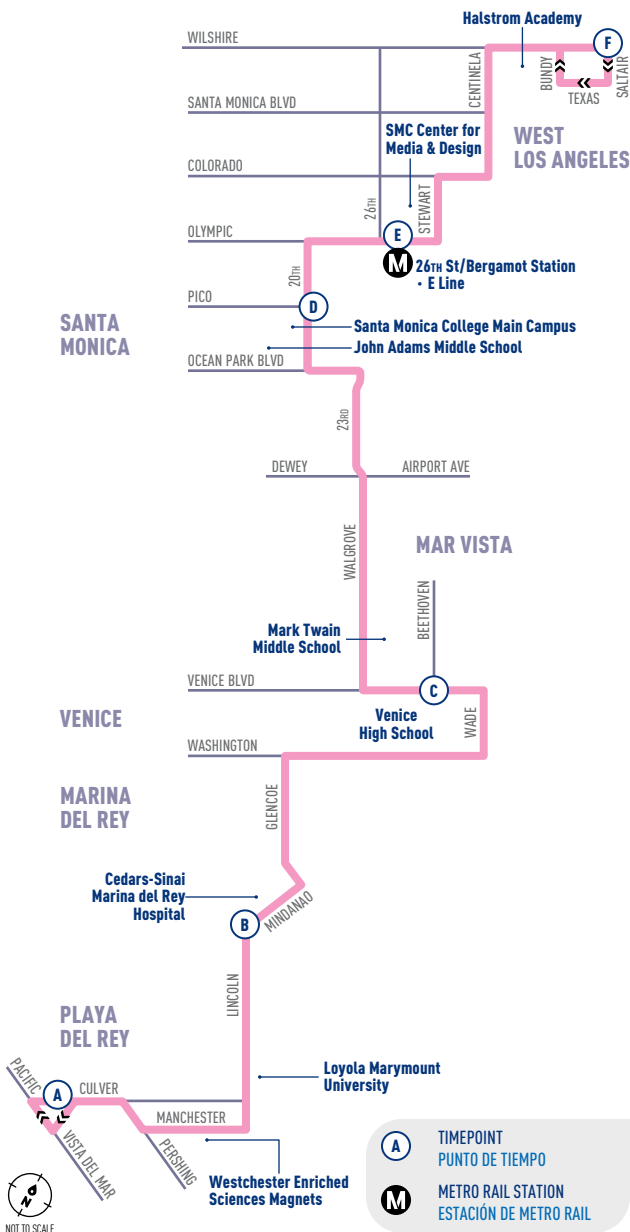 Halstrom Academy
WILSHIRE
F
CENTINELA
BUNDY
SALTAIR
TEXAS
SANTA MONICA BLVD
SMC Center for
Media & Design
WEST
LOS ANGELES
COLORADO
26TH
STEWART
OLYMPIC
E
M
26TH St/Bergamot Station
• E Line
20TH
PICO
D
SANTA
MONICA
Santa Monica College Main Campus
John Adams Middle School
OCEAN PARK BLVD
23RD
DEWEY
AIRPORT AVE
WALGROVE
MAR VISTA
BEETHOVEN
Mark Twain
Middle School
VENICE BLVD
C
VENICE
Venice
High School
WADE
WASHINGTON
MARINA
DEL REY
GLENCOE
Cedars-Sinai
Marina del Rey
Hospital
MINDANAO
B
LINCOLN
PLAYA
DEL REY
Loyola Marymount
University
PACIFIC
A
CULVER
MANCHESTER
VISTA DEL MAR
PERSHING
Westchester Enriched
Sciences Magnets
N
NOT TO SCALE
A
TIMEPOINT
PUNTO DE TIEMPO
M
METRO RAIL STATION
ESTACIÓN DE METRO RAIL